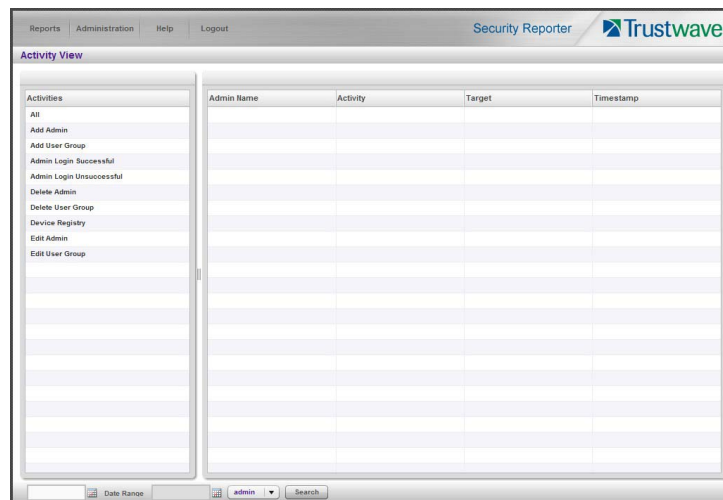 Reports Administration Help Logout Security Reporter Trustwave
Activity View
Activities Admin Name Activity Target Timestamp
All
Add Admin
Add User Group
Admin Login Successful
Admin Login Unsuccessful
Delete Admin
Delete User Group
Device Registry
Edit Admin
Edit User Group
Date Range admin Search